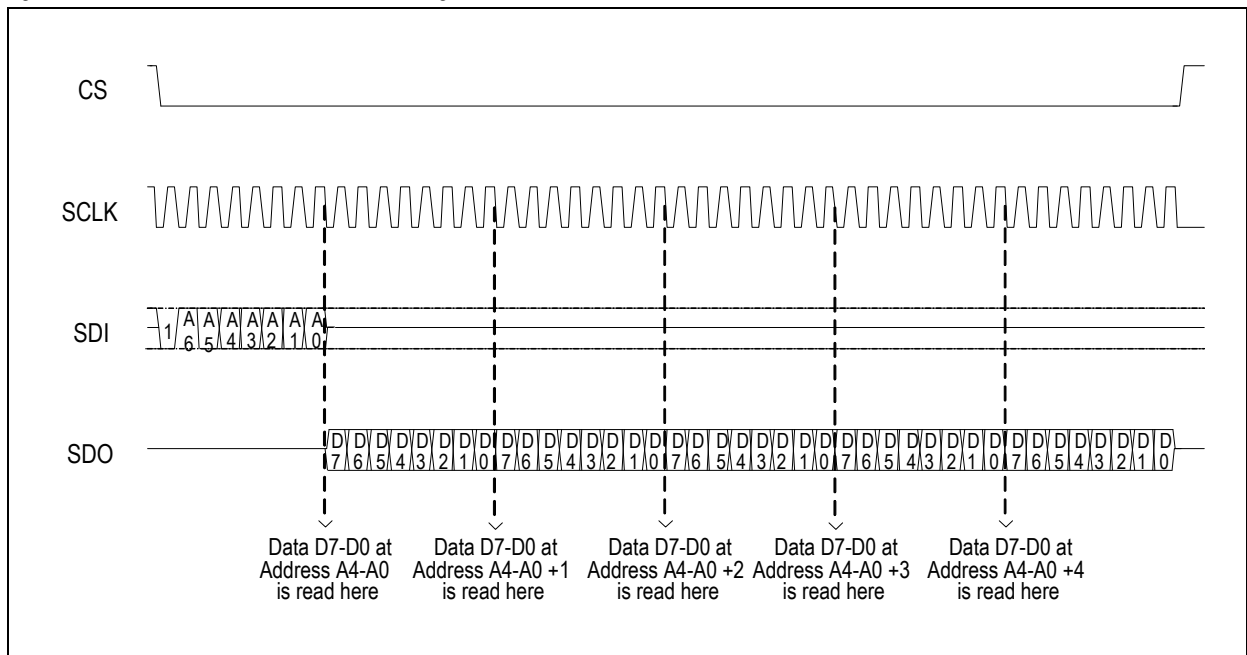 CS
SCLK
SDI
1 A6 A5 A4 A3 A2 A1 A0
SDO
D7 D6 D5 D4 D3 D2 D1 D0 D7 D6 D5 D4 D3 D2 D1 D0 D7 D6 D5 D4 D3 D2 D1 D0 D7 D6 D5 D4 D3 D2 D1 D0 D7 D6 D5 D4 D3 D2 D1 D0
Data D7-D0 at
Address A4-A0
is read here
Data D7-D0 at
Address A4-A0 +1
is read here
Data D7-D0 at
Address A4-A0 +2
is read here
Data D7-D0 at
Address A4-A0 +3
is read here
Data D7-D0 at
Address A4-A0 +4
is read here